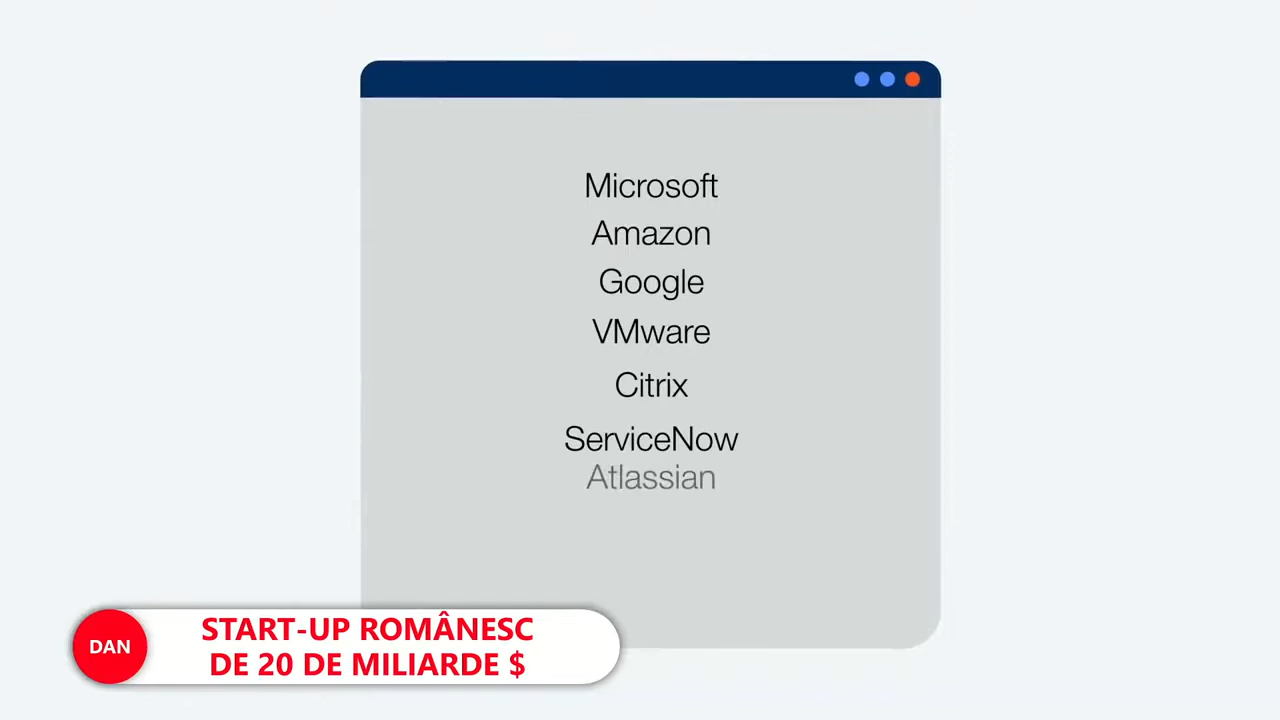 Microsoft
Amazon
Google
VMware
Citrix
ServiceNow
Atlassian
DAN
START-UP ROMÂNESC
DE 20 DE MILIARDE $